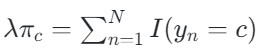 λπ_c = ∑_{n=1}^{N} I(y_n = c)